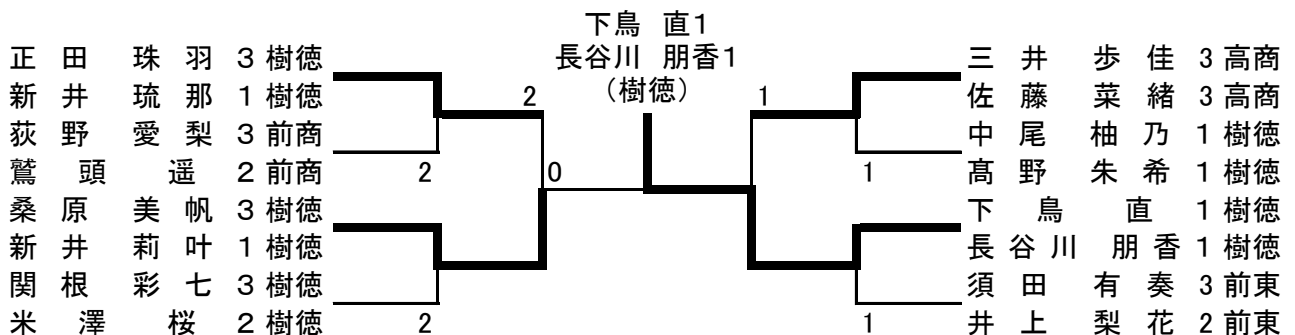 下鳥 直1
長谷川 朋香1
（樹徳）
正田 珠羽 3 樹徳
新井 琉那 1 樹徳
荻野 愛梨 3 前商
鷲頭 遥 2 前商
桑原 美帆 3 樹徳
新井 莉叶 1 樹徳
関根 彩七 3 樹徳
米澤 桜 2 樹徳
2
2
0
2
1
1
1
三井 歩佳 3 高商
佐藤 菜緒 3 高商
中尾 柚乃 1 樹徳
髙野 朱希 1 樹徳
下鳥 直 1 樹徳
長谷川 朋香 1 樹徳
須田 有奏 3 前東
井上 梨花 2 前東